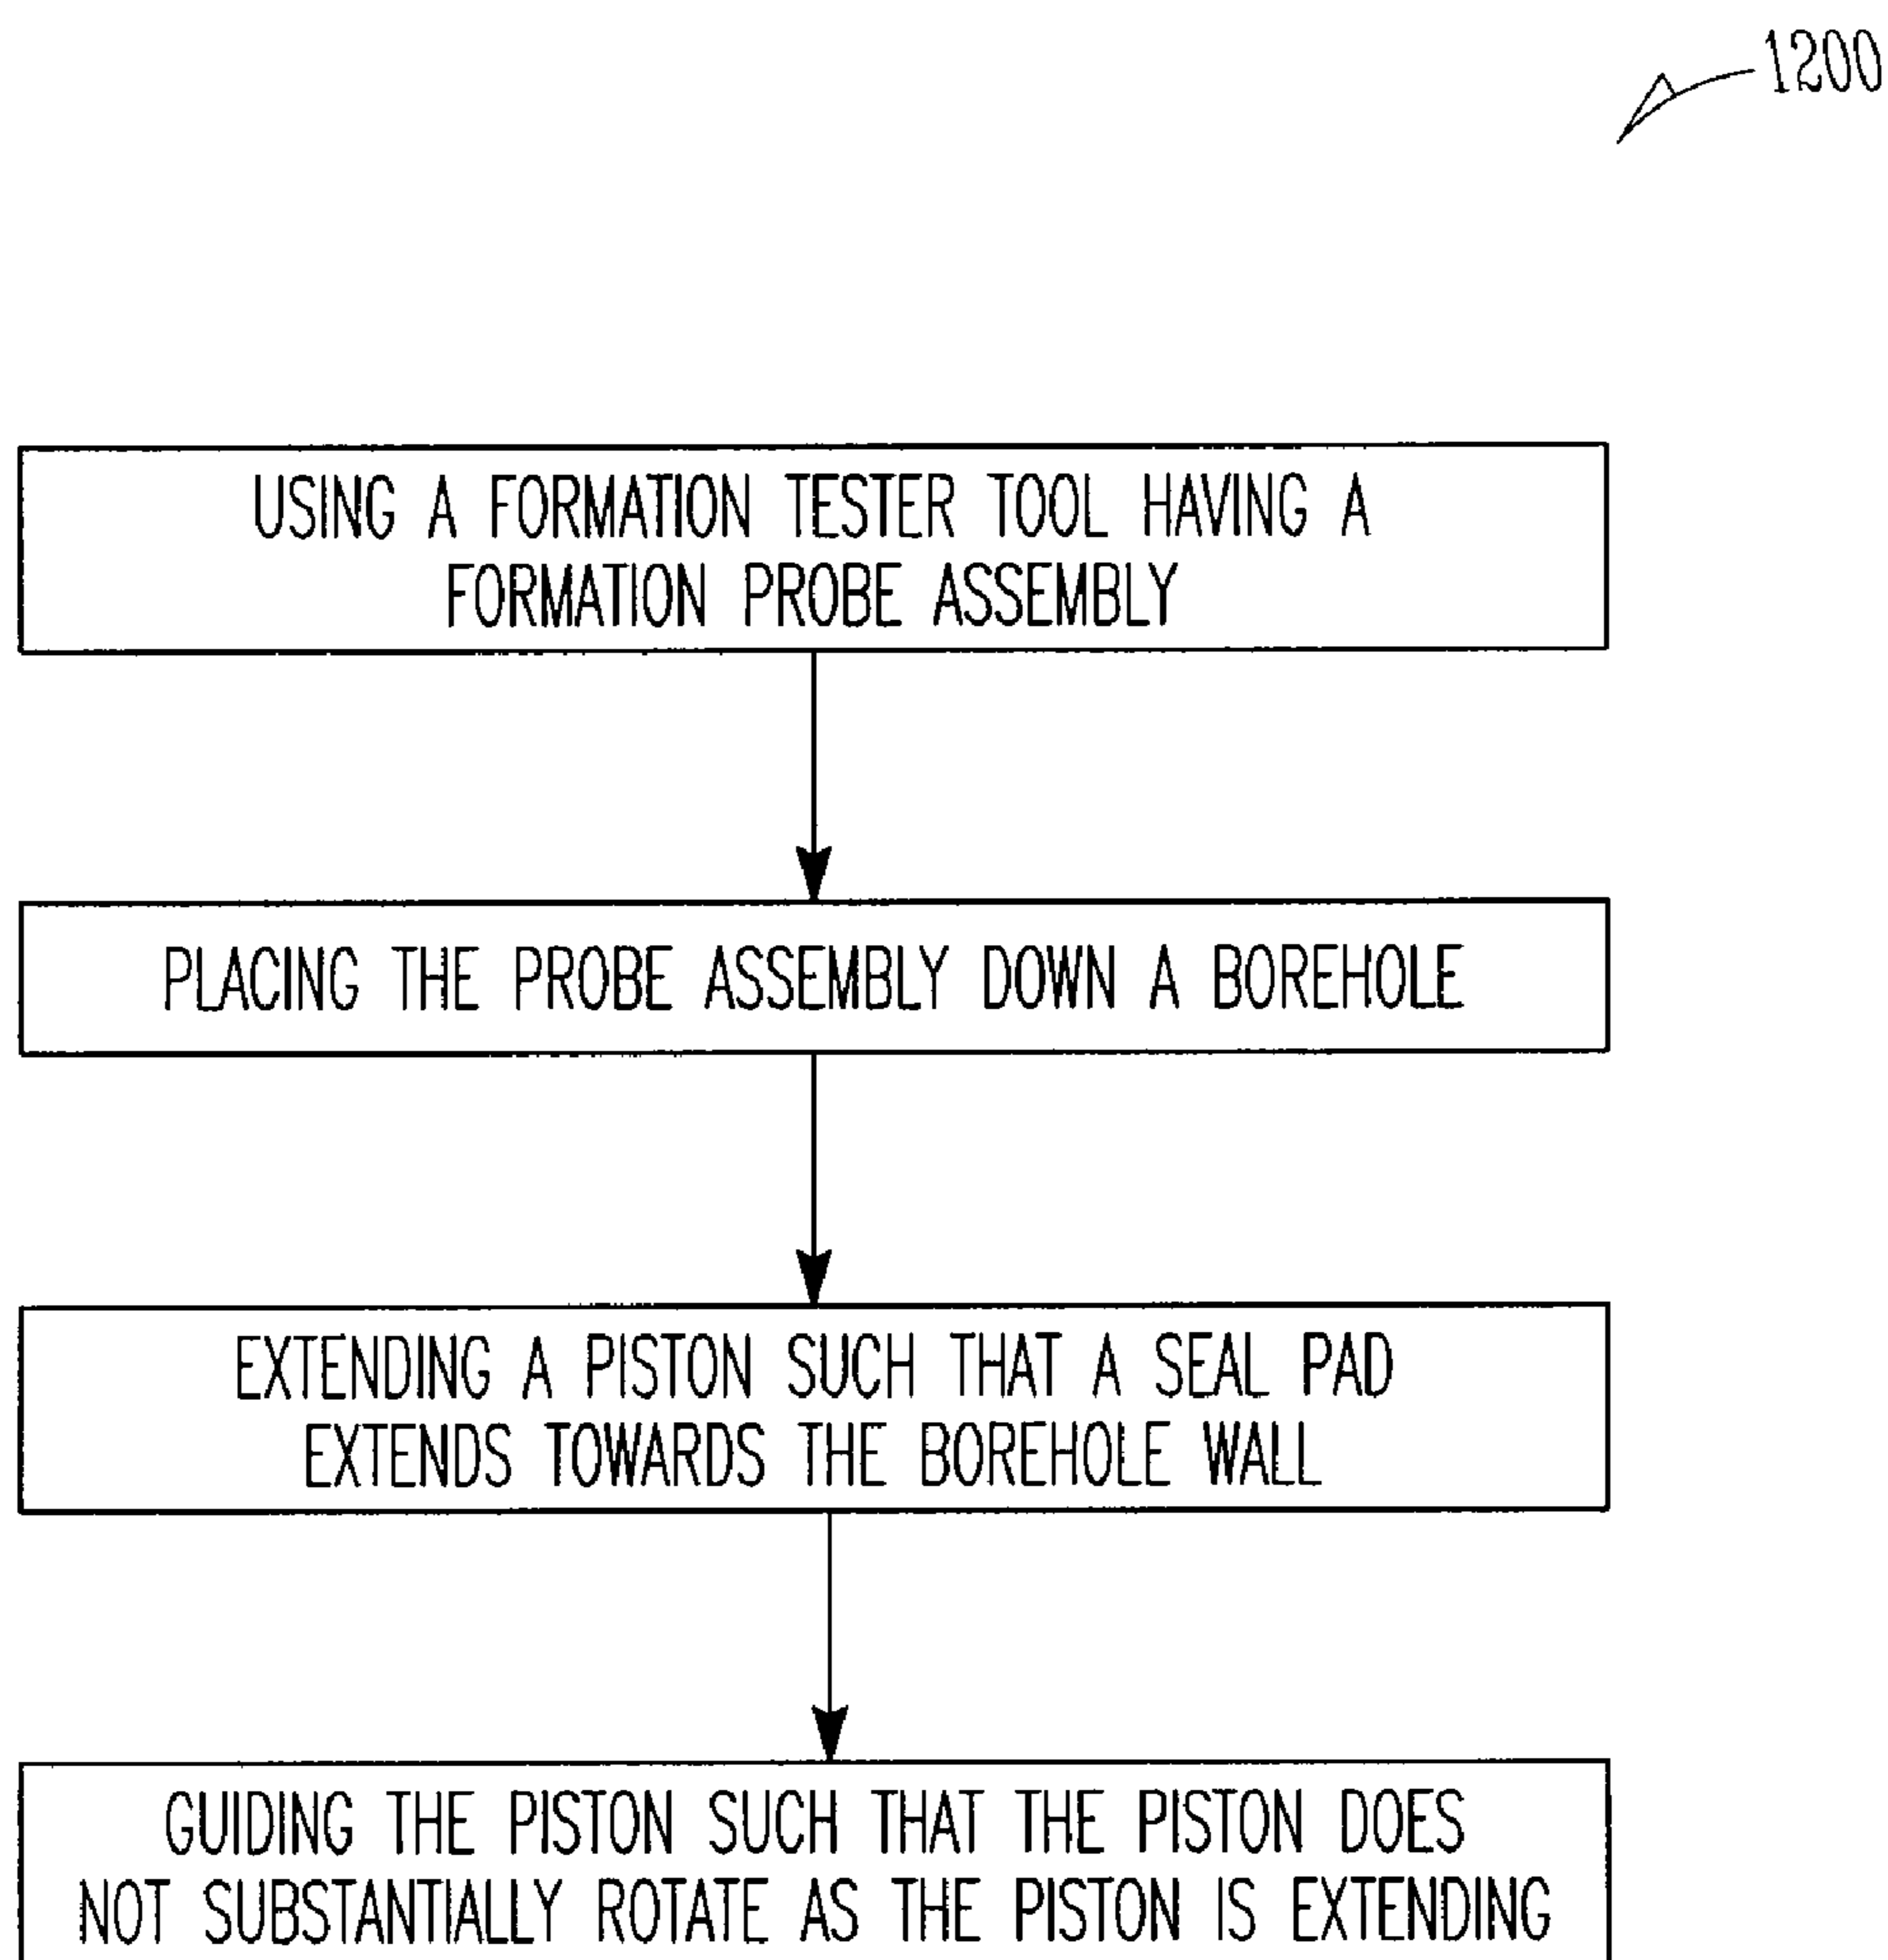 1200
USING A FORMATION TESTER TOOL HAVING A
FORMATION PROBE ASSEMBLY
PLACING THE PROBE ASSEMBLY DOWN A BOREHOLE
EXTENDING A PISTON SUCH THAT A SEAL PAD
EXTENDS TOWARDS THE BOREHOLE WALL
GUIDING THE PISTON SUCH THAT THE PISTON DOES
NOT SUBSTANTIALLY ROTATE AS THE PISTON IS EXTENDING